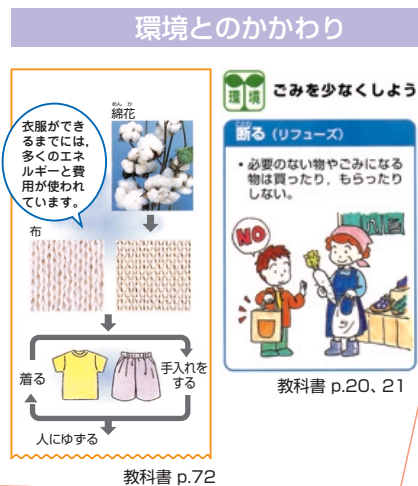 環境とのかかわり
衣服ができ
るまでには,
多くのエネ
ルギーと費
用が使われ
ています。
めんか
綿花
布
着る
手入れを
する
人にゆずる
教科書 p.72
環境
ごみを少なくしよう
ことわ
断る（リフューズ）
・必要のない物やごみになる
物は買ったり，もらったり
しない。
NO
教科書 p.20、21